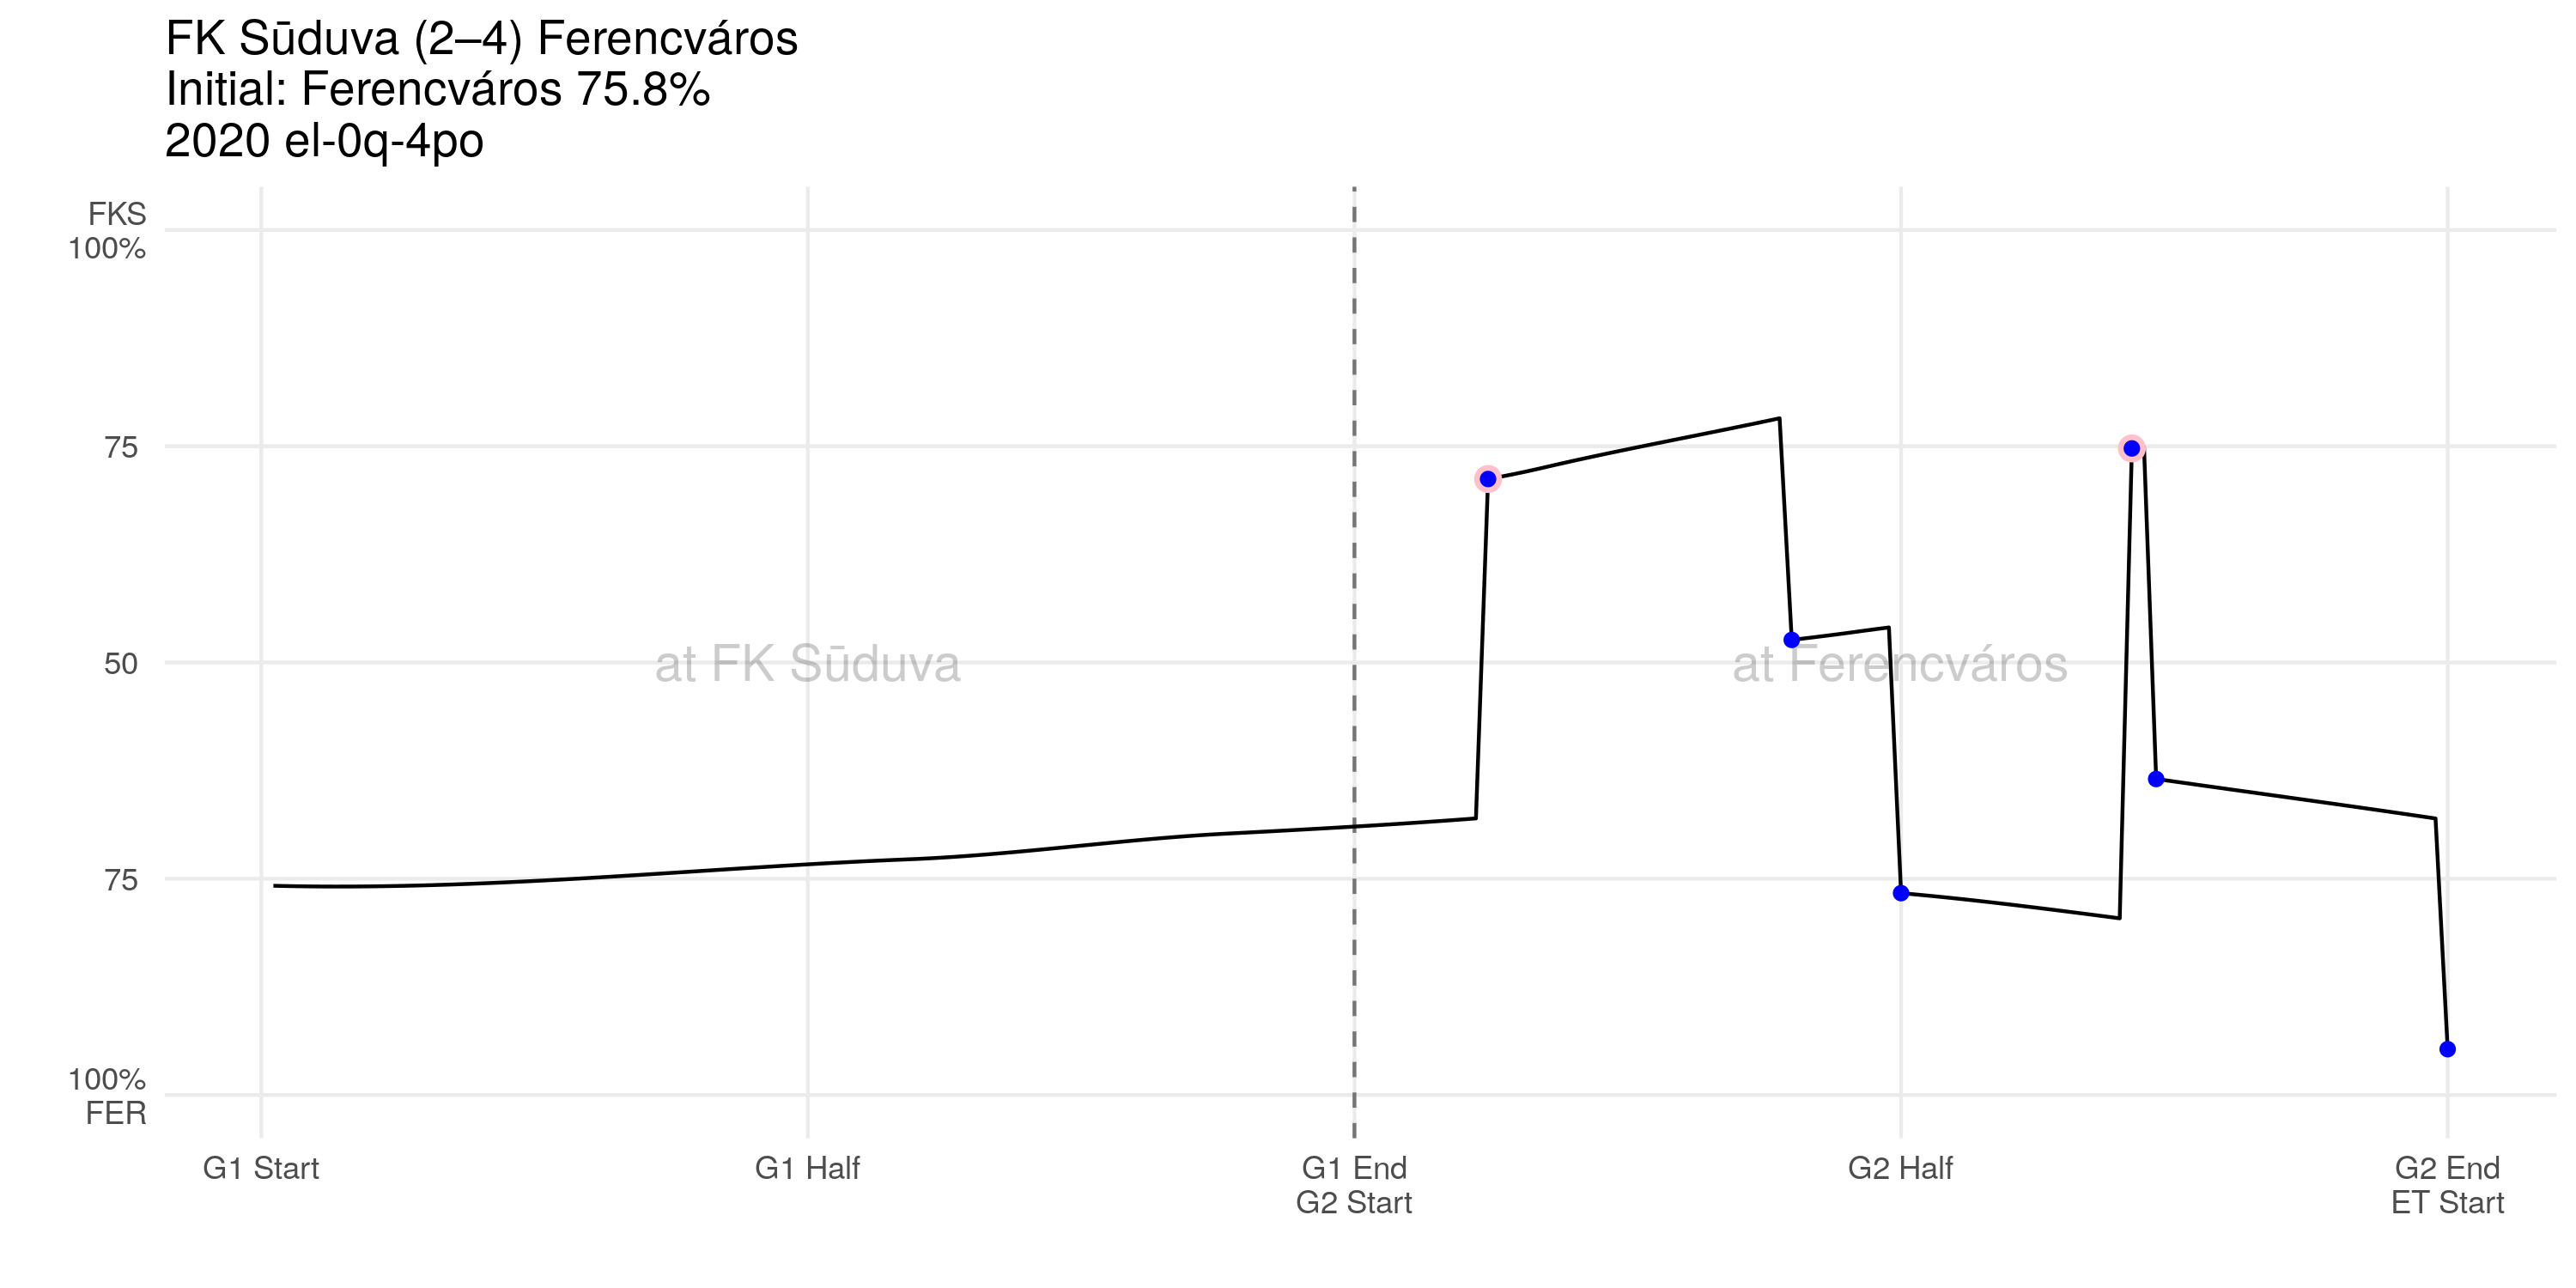 FK Sūduva (2–4) Ferencváros
Initial: Ferencváros 75.8%
2020 el-0q-4po
FKS
100%
75
50
75
100%
FER
at FK Sūduva
at Ferencváros
G1 Start
G1 Half
G1 End
G2 Start
G2 Half
G2 End
ET Start